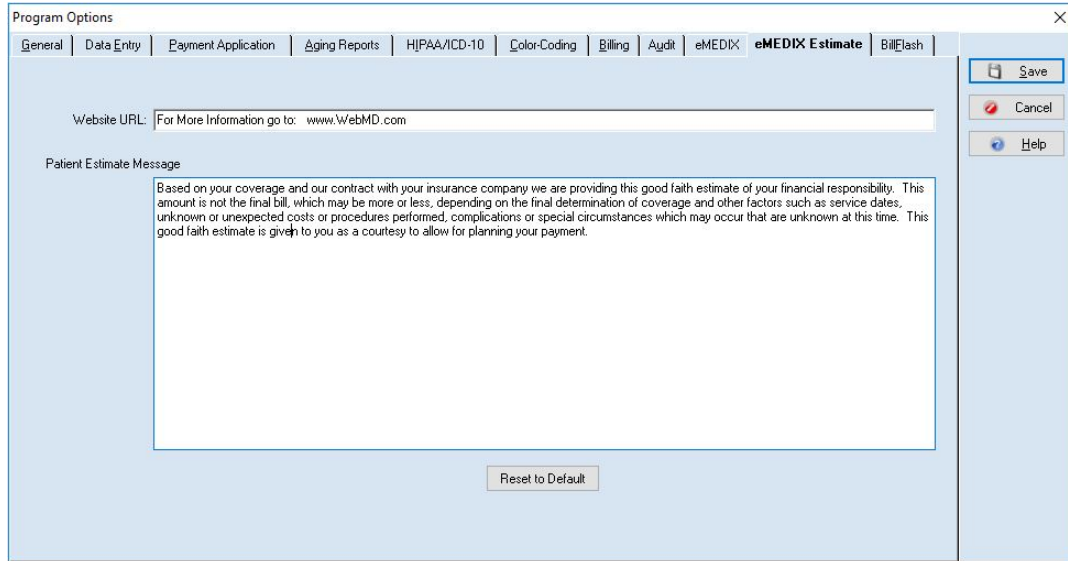 Program Options
General Data Entry Payment Application Aging Reports HIPAA/ICD-10 Color-Coding Billing Audit eMEDIX eMEDIX Estimate BillFlash
Save
Cancel
Help
Website URL: For More Information go to: www.WebMD.com
Patient Estimate Message
Based on your coverage and our contract with your insurance company we are providing this good faith estimate of your financial responsibility. This
amount is not the final bill, which may be more or less, depending on the final determination of coverage and other factors such as service dates,
unknown or unexpected costs or procedures performed, complications or special circumstances which may occur that are unknown at this time. This
good faith estimate is given to you as a courtesy to allow for planning your payment.
Reset to Default